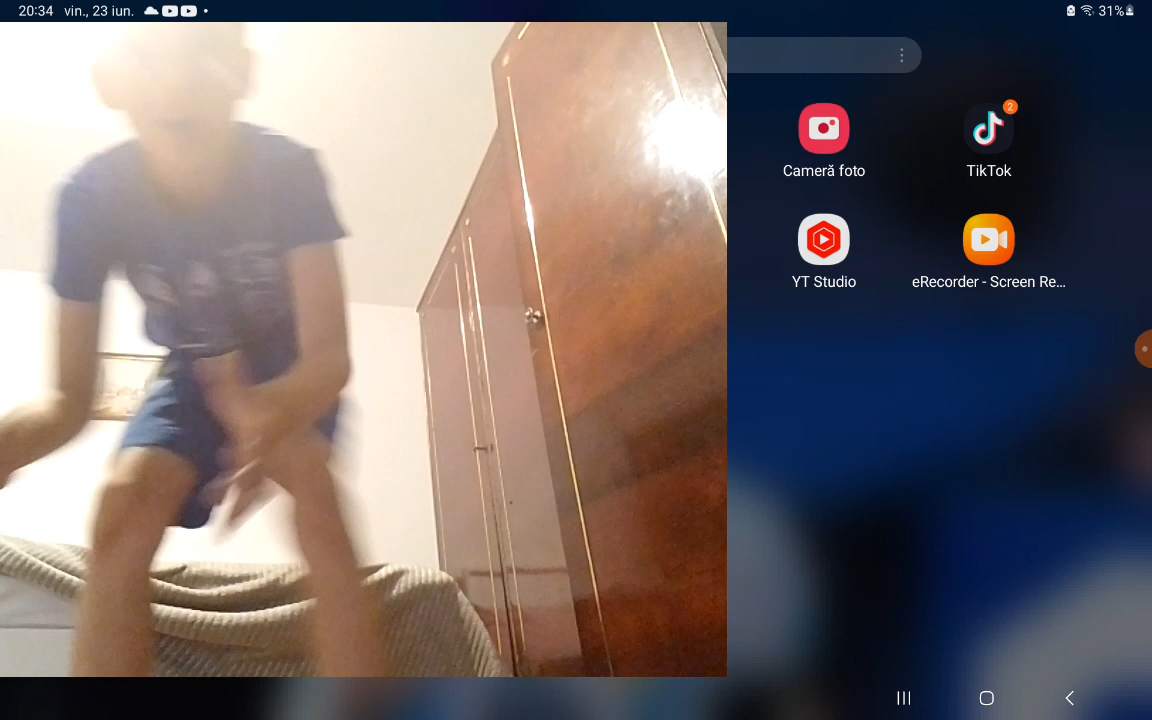 20:34 vin., 23 iun. 31%
Cameră foto TikTok
2
YT Studio eRecorder - Screen Re...